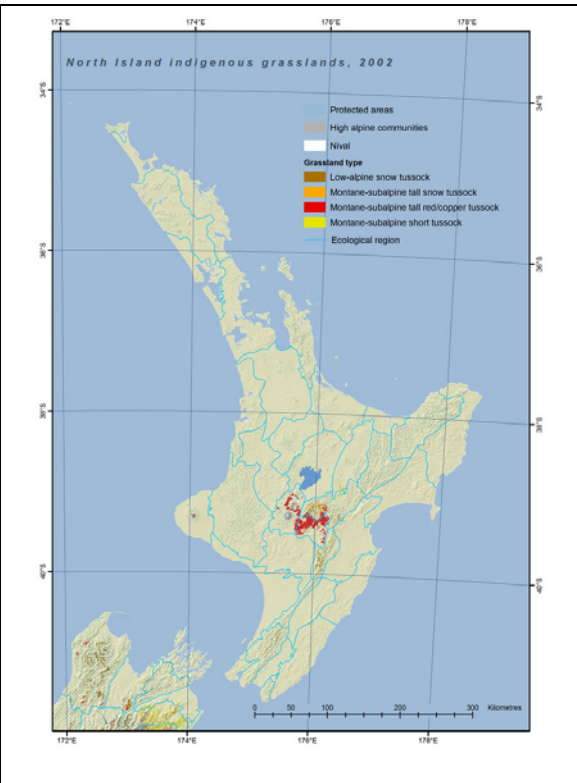 172°E 174°E 176°E 178°E
North Island indigenous grasslands, 2002
34°S 34°S
Protected areas
High alpine communities
Nival
Grassland type
Low-alpine snow tussock
Montane-subalpine tall snow tussock
Montane-subalpine tall red/copper tussock
Montane-subalpine short tussock
Ecological region
36°S 36°S
38°S 38°S
40°S 40°S
0 50 100 200 300 Kilometres
172°E 174°E 176°E 178°E